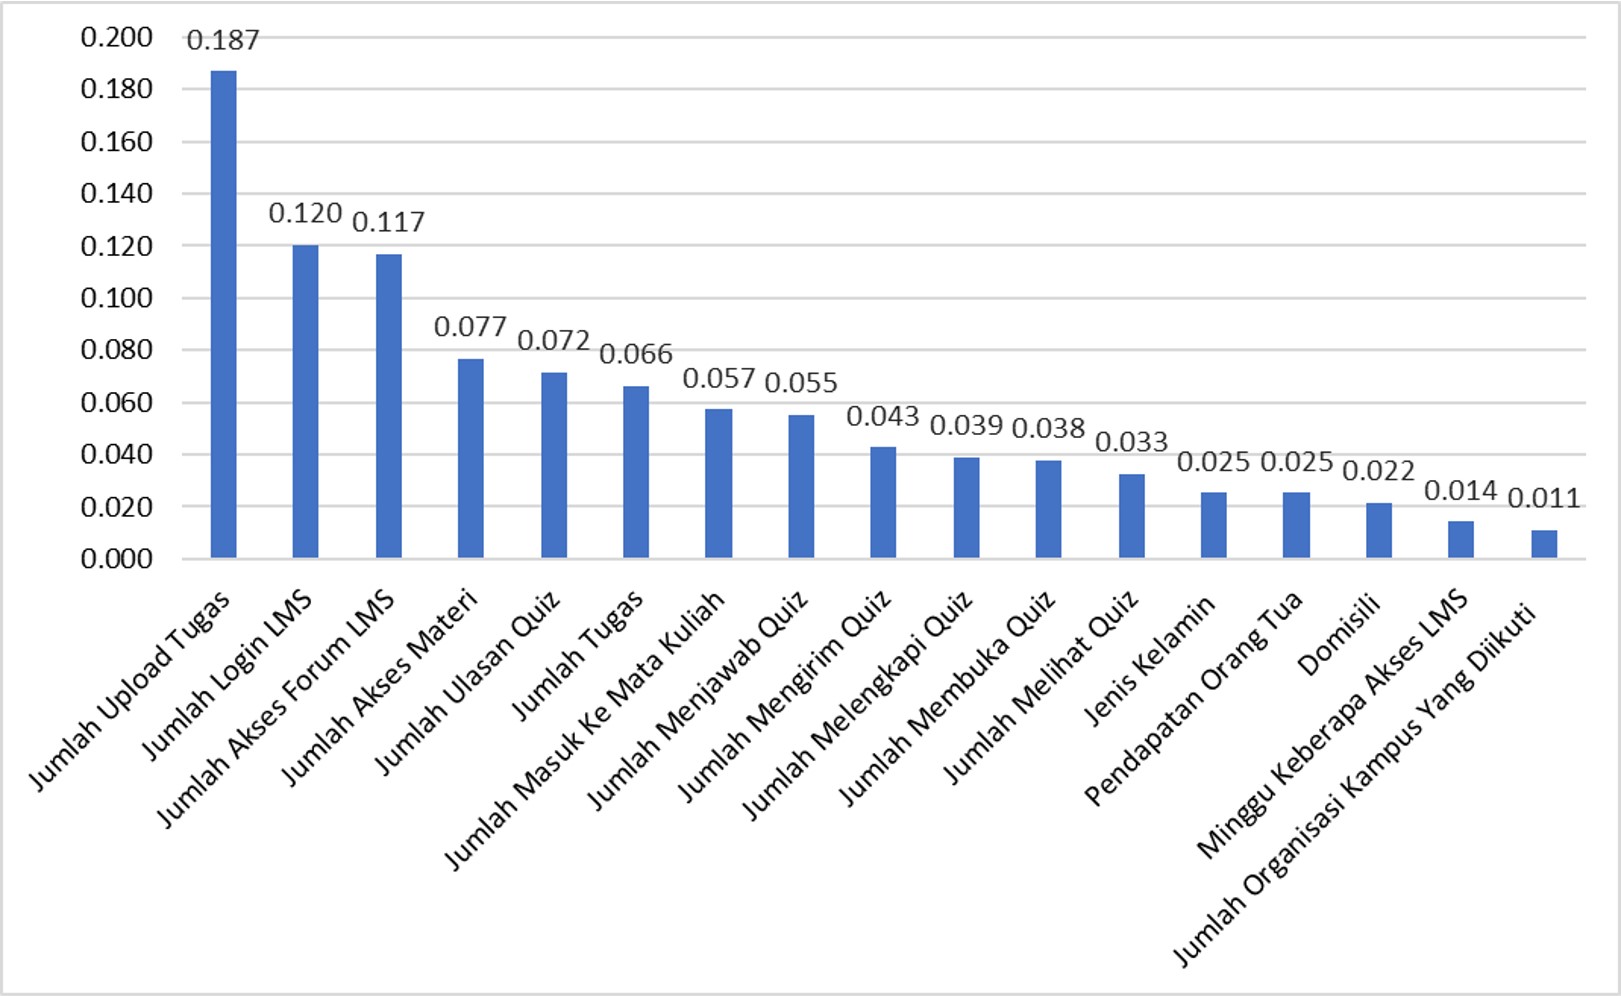 0.200
0.180
0.160
0.140
0.120
0.100
0.080
0.060
0.040
0.020
0.000
0.187
0.120
0.117
0.077
0.072
0.066
0.057
0.055
0.043
0.039
0.038
0.033
0.025
0.025
0.022
0.014
0.011
Jumlah Upload Tugas
Jumlah Login LMS
Jumlah Akses Forum LMS
Jumlah Akses Materi
Jumlah Ulasan Quiz
Jumlah Tugas
Jumlah Masuk Ke Mata Kuliah
Jumlah Menjawab Quiz
Jumlah Mengirim Quiz
Jumlah Melengkapi Quiz
Jumlah Membuka Quiz
Jumlah Melihat Quiz
Jenis Kelamin
Pendapatan Orang Tua
Domisili
Minggu Keberapa Akses LMS
Jumlah Organisasi Kampus Yang Diikuti